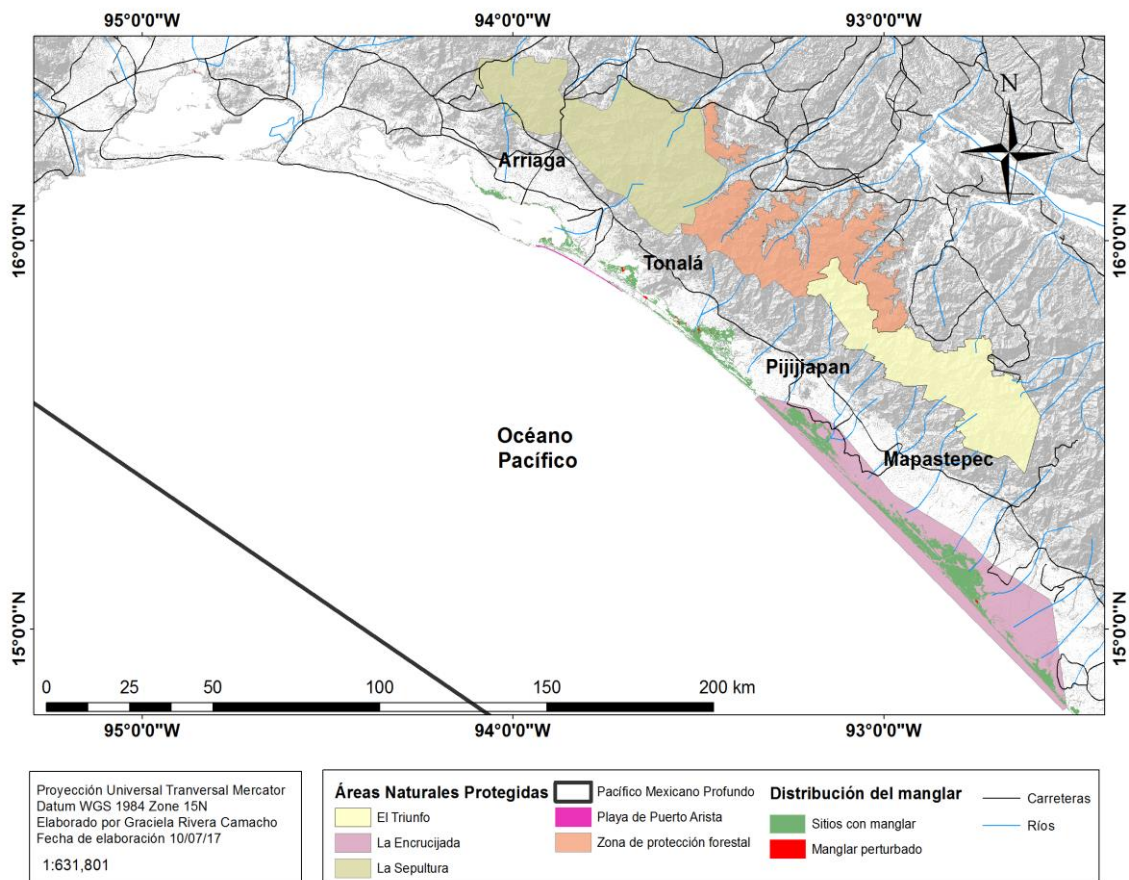 95°0'0"W
94°0'0"W
93°0'0"W
N
Arriaga
16°0'0"N
16°0'0"N
Tonalá
Pijijiapan
Océano
Pacífico
Mapastepec
15°0'0"N
15°0'0"N
0 25 50 100 150 200 km
95°0'0"W
94°0'0"W
93°0'0"W
Proyección Universal Tranversal Mercator
Datum WGS 1984 Zone 15N
Elaborado por Graciela Rivera Camacho
Fecha de elaboración 10/07/17
1:631,801
Áreas Naturales Protegidas
El Triunfo
La Encrucijada
La Sepultura
Pacífico Mexicano Profundo
Playa de Puerto Arista
Zona de protección forestal
Distribución del manglar
Sitios con manglar
Manglar perturbado
Carreteras
Ríos